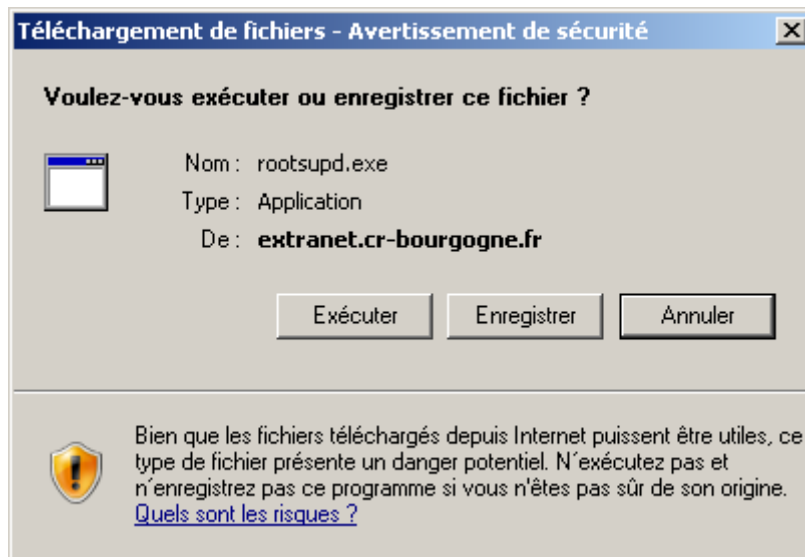 Téléchargement de fichiers - Avertissement de sécurité
Voulez-vous exécuter ou enregistrer ce fichier ?
Nom : rootsupd.exe
Type : Application
De : extranet.cr-bourgogne.fr
Exécuter Enregistrer Annuler
Bien que les fichiers téléchargés depuis Internet puissent être utiles, ce
type de fichier présente un danger potentiel. N´exécutez pas et
n´enregistrez pas ce programme si vous n'êtes pas sûr de son origine.
Quels sont les risques ?